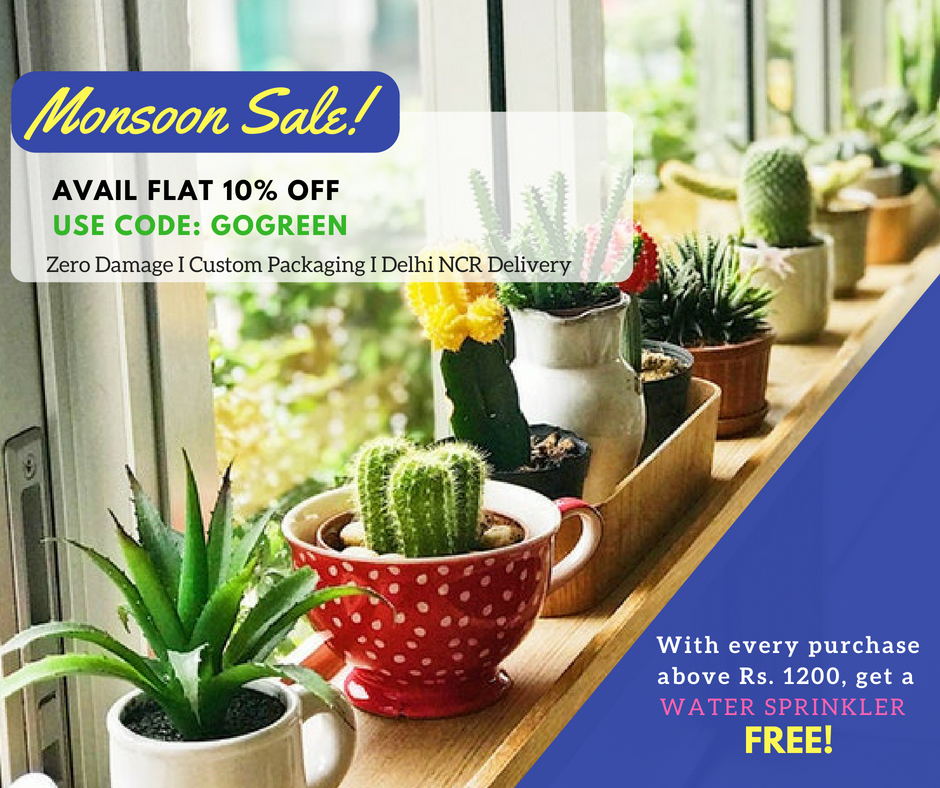 Monsoon Sale!
AVAIL FLAT 10% OFF
USE CODE: GOGREEN
Zero Damage I Custom Packaging I Delhi NCR Delivery
With every purchase
above Rs. 1200, get a
WATER SPRINKLER
FREE!